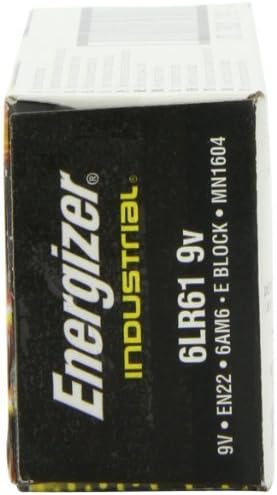 Energizer®
INDUSTRIAL®
6LR61 9v
9V • EN22 • 6AM6 • E BLOCK • MN1604